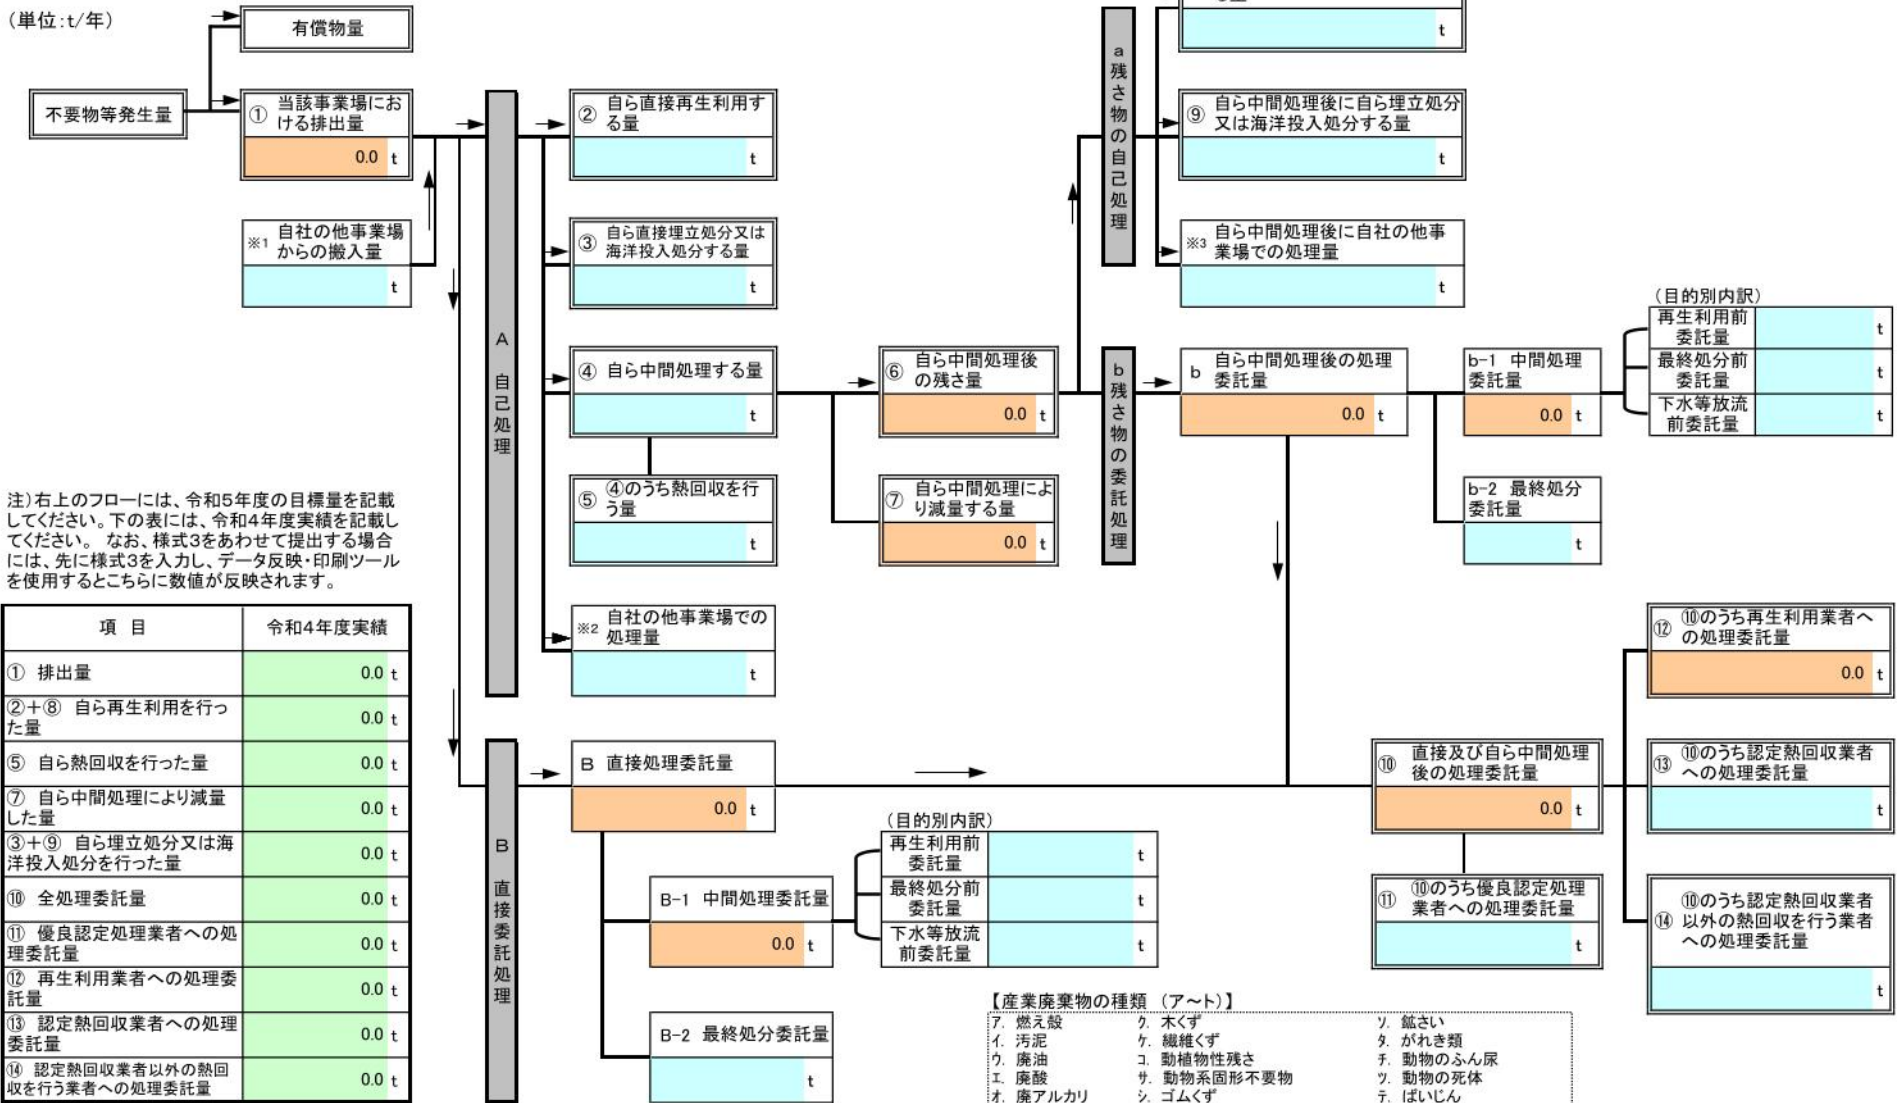 (単位:t/年)
有償物量
不要物等発生量
① 当該事業場にお
ける排出量
0.0 t
※1 自社の他事業場
からの搬入量
t
A 自己処理
② 自ら直接再生利用す
る量
t
③ 自ら直接埋立処分又は
海洋投入処分する量
t
④ 自ら中間処理する量
t
⑤ ④のうち熱回収を行
う量
t
※2 自社の他事業場での
処理量
t
⑥ 自ら中間処理後
の残さ量
0.0 t
⑦ 自ら中間処理によ
り減量する量
0.0 t
a 残さ物の自己処理
t
⑨ 自ら中間処理後に自ら埋立処分
又は海洋投入処分する量
t
※3 自ら中間処理後に自社の他事
業場での処理量
t
b 残さ物の委託処理
b 自ら中間処理後の処理
委託量
0.0 t
b-1 中間処理
委託量
0.0 t
(目的別内訳)
再生利用前
委託量
t
最終処分前
委託量
t
下水等放流
前委託量
t
b-2 最終処分
委託量
t
注)右上のフローには、令和5年度の目標量を記載
してください。下の表には、令和4年度実績を記載し
てください。 なお、様式3をあわせて提出する場合
には、先に様式3を入力し、データ反映・印刷ツール
を使用するとこちらに数値が反映されます。
項 目 令和4年度実績
① 排出量 0.0 t
②+⑧ 自ら再生利用を行っ
た量
0.0 t
⑤ 自ら熱回収を行った量 0.0 t
⑦ 自ら中間処理により減量
した量
0.0 t
③+⑨ 自ら埋立処分又は海
洋投入処分を行った量
0.0 t
⑩ 全処理委託量 0.0 t
⑪ 優良認定処理業者への処
理委託量
0.0 t
⑫ 再生利用業者への処理委
託量
0.0 t
⑬ 認定熱回収業者への処理
委託量
0.0 t
⑭ 認定熱回収業者以外の熱回
収を行う業者への処理委託量
0.0 t
B 直接委託処理
B 直接処理委託量
0.0 t
B-1 中間処理委託量
0.0 t
(目的別内訳)
再生利用前
委託量
t
最終処分前
委託量
t
下水等放流
前委託量
t
B-2 最終処分委託量
t
⑩ 直接及び自ら中間処理
後の処理委託量
0.0 t
⑪ ⑩のうち優良認定処理
業者への処理委託量
t
⑫ ⑩のうち再生利用業者へ
の処理委託量
0.0 t
⑬ ⑩のうち認定熱回収業者
への処理委託量
t
⑭ ⑩のうち認定熱回収業者
以外の熱回収を行う業者
への処理委託量
t
【産業廃棄物の種類 (ア~ト)】
ア. 燃え殻 ク. 木くず ソ. 鉱さい
イ. 汚泥 ケ. 繊維くず タ. がれき類
ウ. 廃油 コ. 動植物性残さ チ. 動物のふん尿
エ. 廃酸 サ. 動物系固形不要物 ツ. 動物の死体
オ. 廃アルカリ シ. ゴムくず テ. ばいじん